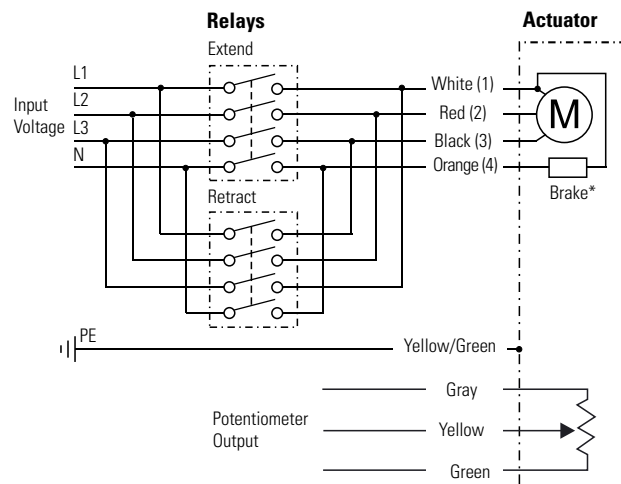 Relays
Actuator
Extend
L1
L2
L3
N
Input
Voltage
White (1)
Red (2)
Black (3)
Orange (4)
M
Brake*
Retract
PE
Yellow/Green
Gray
Yellow
Green
Potentiometer
Output